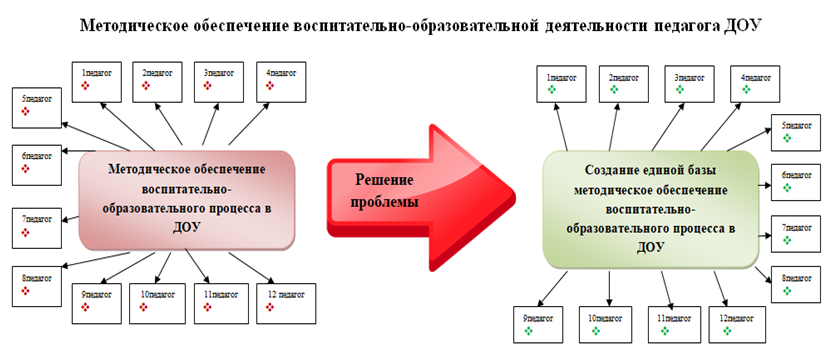 Методическое обеспечение воспитательно-образовательной деятельности педагога ДОУ
1педагог
2педагог
3педагог
4педагог
5педагог
6педагог
7педагог
8педагог
9педагог
10педагог
11педагог
12 педагог
Методическое обеспечение
воспитательно-
образовательного процесса в
ДОУ
Решение
проблемы
1педагог
2педагог
3педагог
4педагог
5педагог
6педагог
7педагог
8педагог
9педагог
10педагог
11педагог
12педагог
Создание единой базы
методическое обеспечение
воспитательно-
образовательного процесса в
ДОУ